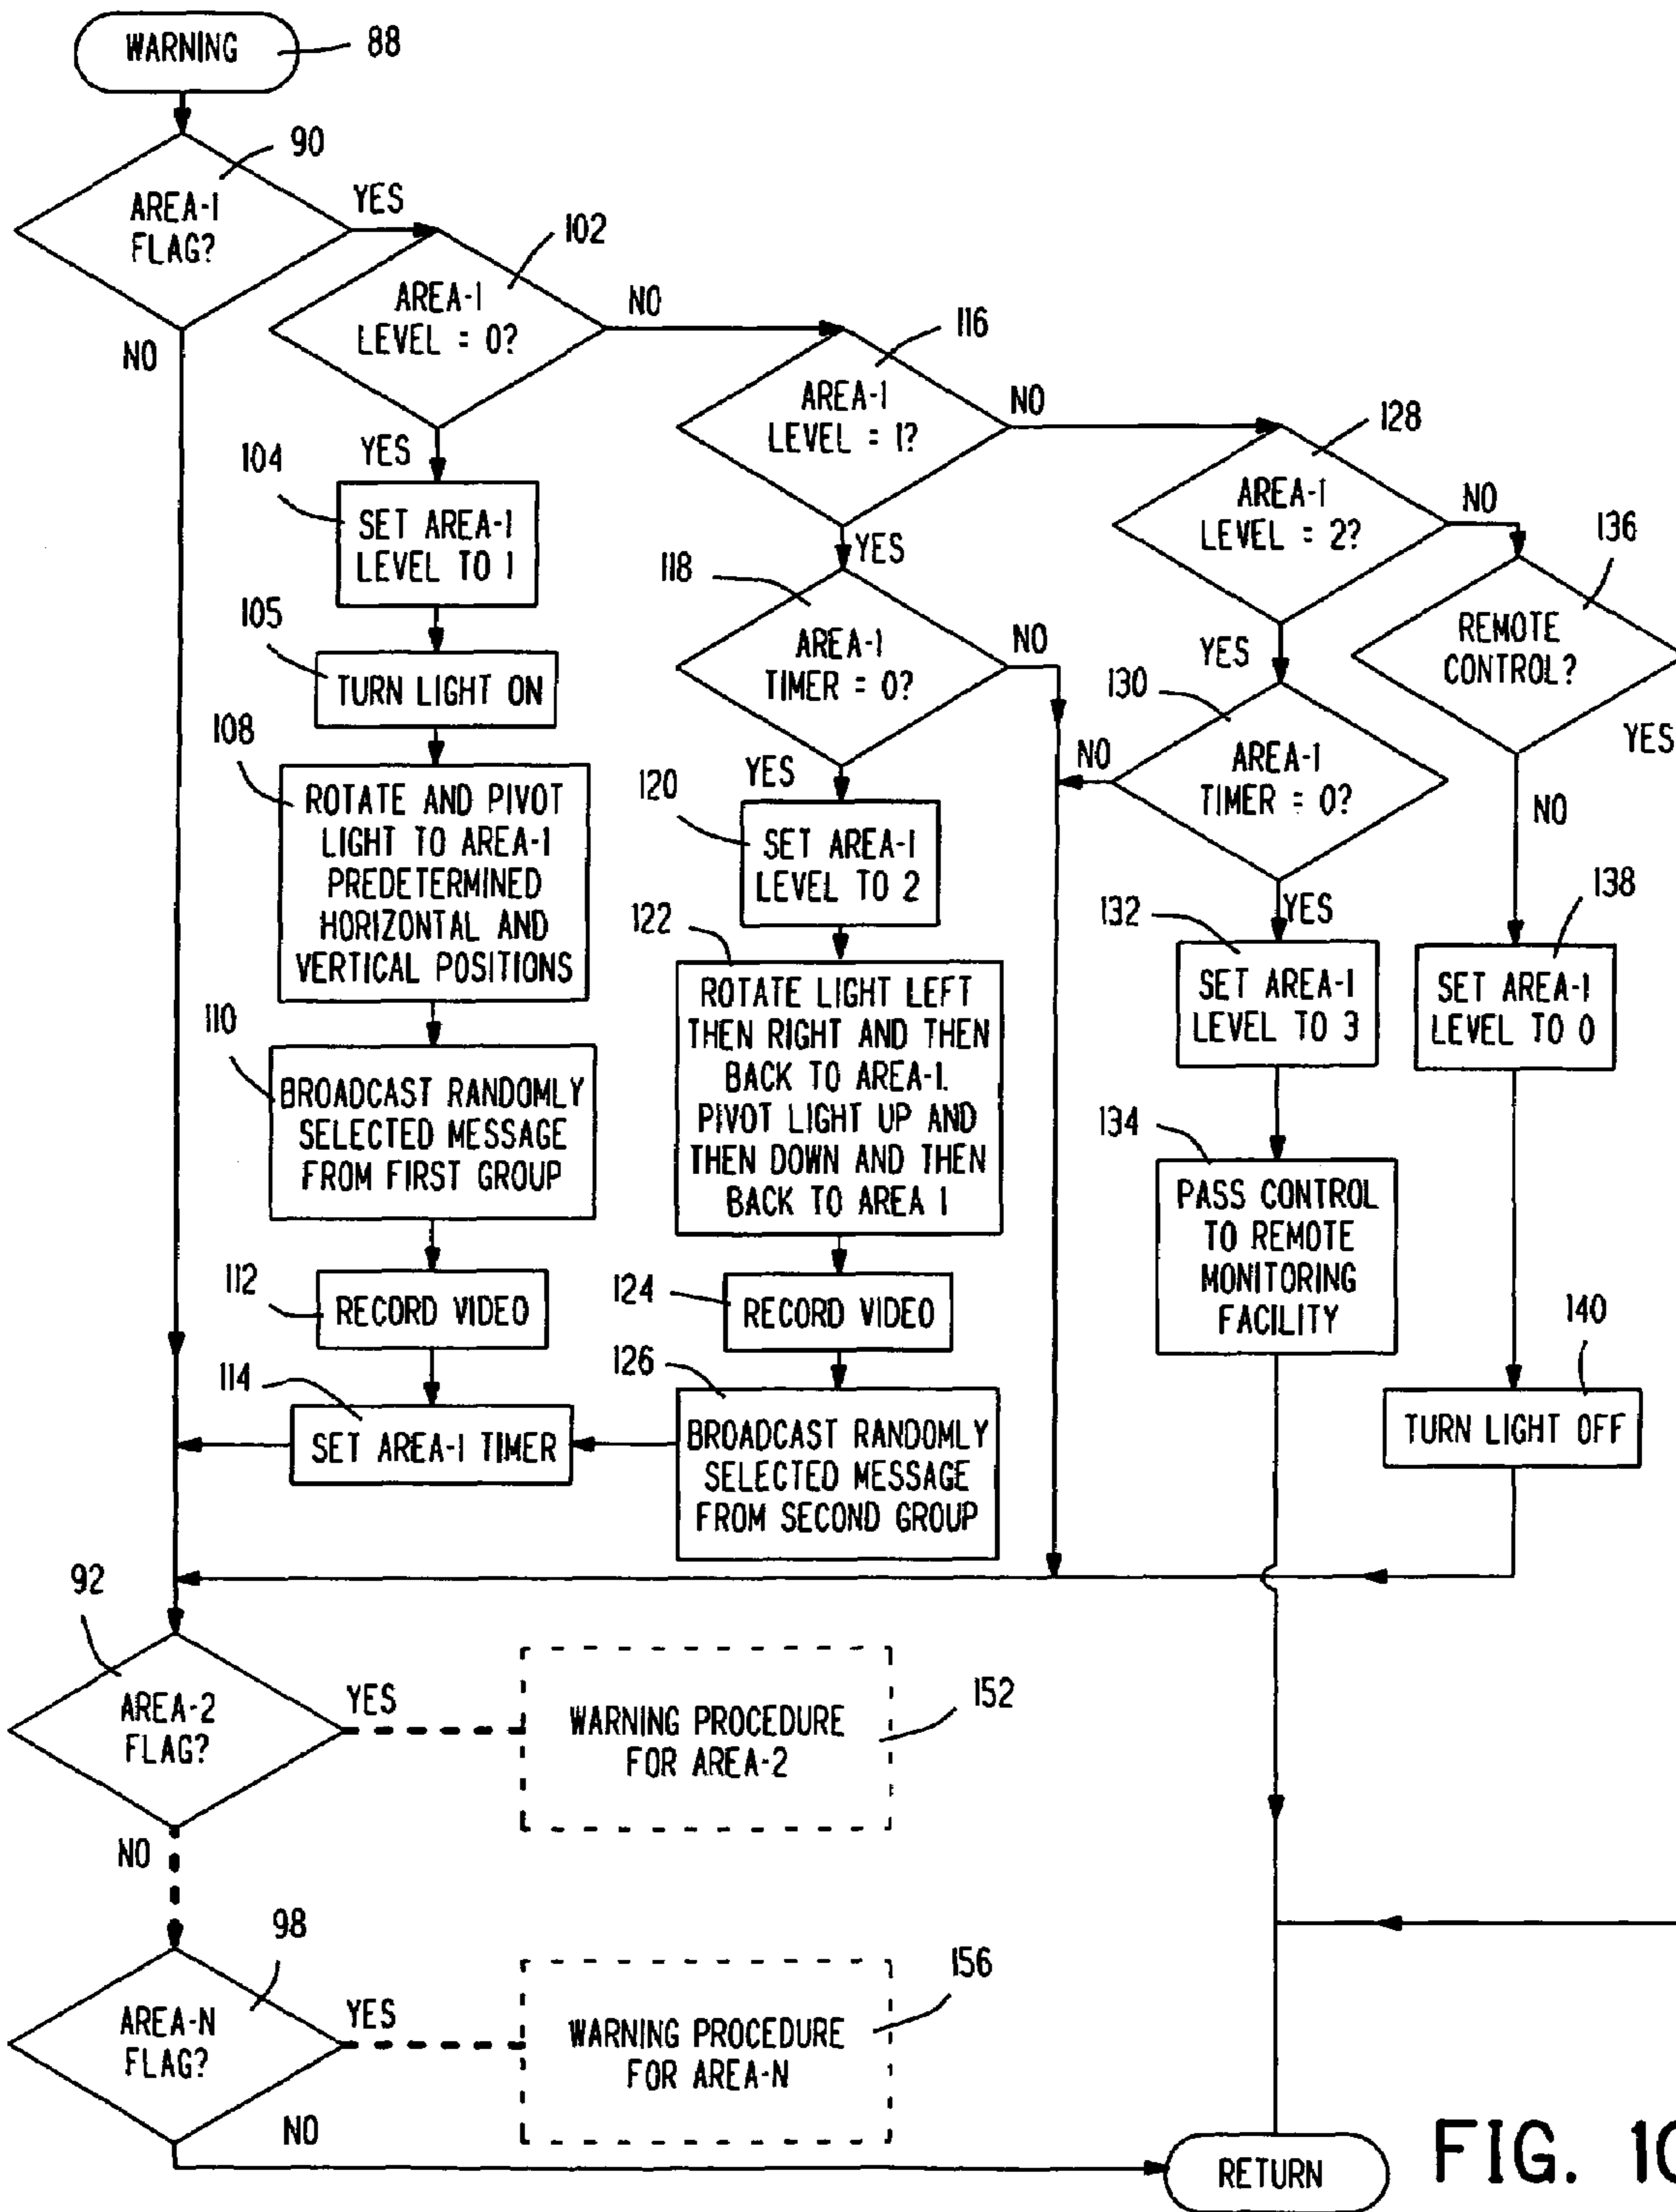 WARNING
88
90
AREA-1
FLAG?
YES
NO
102
AREA-1
LEVEL = 0?
NO
YES
104
SET AREA-1
LEVEL TO 1
105
TURN LIGHT ON
108
ROTATE AND PIVOT
LIGHT TO AREA-1
PREDETERMINED
HORIZONTAL AND
VERTICAL POSITIONS
110
BROADCAST RANDOMLY
SELECTED MESSAGE
FROM FIRST GROUP
112
RECORD VIDEO
114
SET AREA-1 TIMER
116
AREA-1
LEVEL = 1?
NO
YES
118
AREA-1
TIMER = 0?
NO
YES
120
SET AREA-1
LEVEL TO 2
122
ROTATE LIGHT LEFT
THEN RIGHT AND THEN
BACK TO AREA-1.
PIVOT LIGHT UP AND
THEN DOWN AND THEN
BACK TO AREA 1
124
RECORD VIDEO
126
BROADCAST RANDOMLY
SELECTED MESSAGE
FROM SECOND GROUP
128
AREA-1
LEVEL = 2?
NO
YES
130
AREA-1
TIMER = 0?
NO
YES
132
SET AREA-1
LEVEL TO 3
134
PASS CONTROL
TO REMOTE
MONITORING
FACILITY
136
REMOTE
CONTROL?
YES
NO
138
SET AREA-1
LEVEL TO 0
140
TURN LIGHT OFF
92
AREA-2
FLAG?
YES
NO
WARNING PROCEDURE
FOR AREA-2
152
98
AREA-N
FLAG?
YES
NO
WARNING PROCEDURE
FOR AREA-N
156
RETURN
FIG. 10